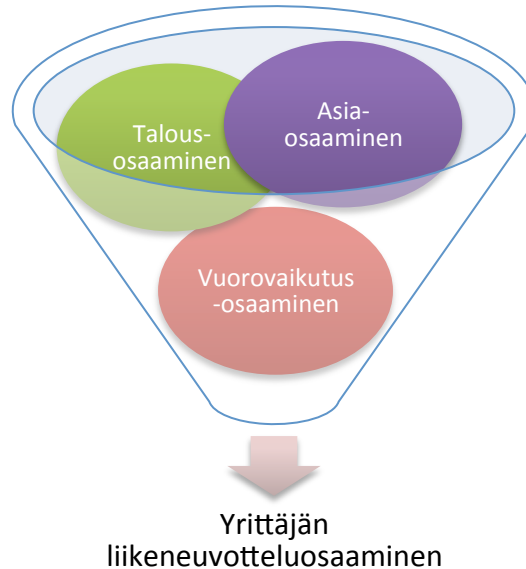 Talous-
osaaminen
Asia-
osaaminen
Vuorovaikutus
-osaaminen
Yrittäjän
liikeneuvotteluosaaminen